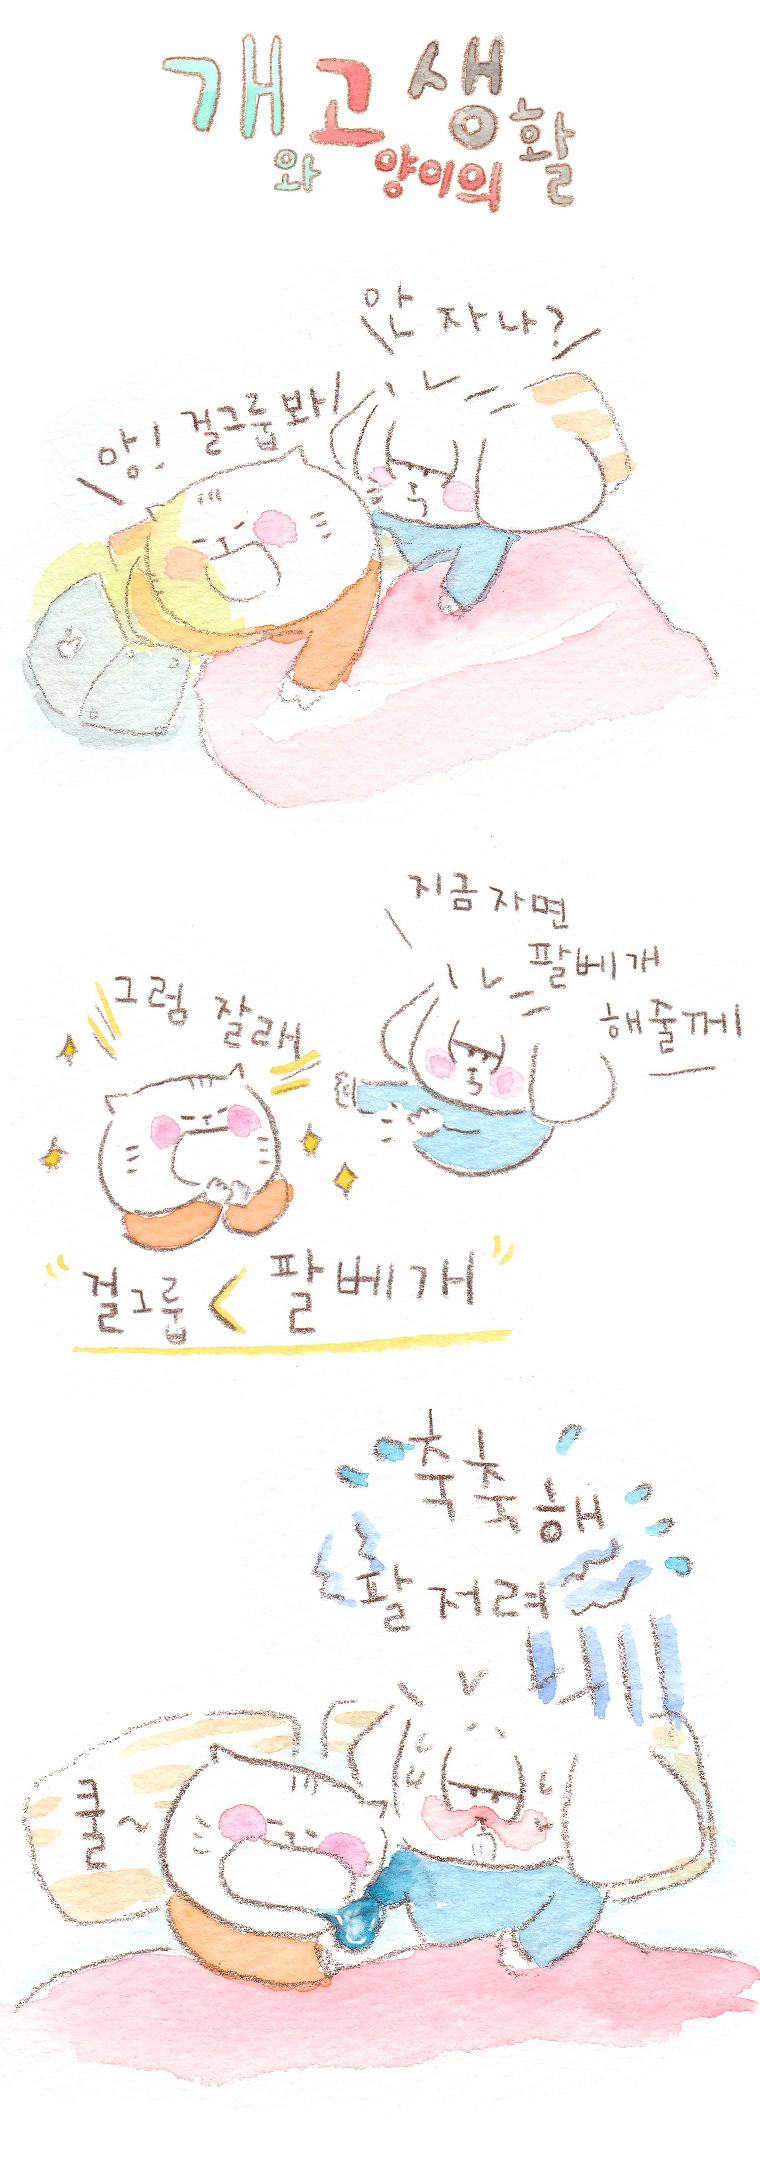 개와 고양이의 생활
안 자나?
앙! 걸그룹 봐!
지금 자면
팔베개
해줄께
그럼 잘래
걸그룹 < 팔베개
축축해
팔 저려
쿨~